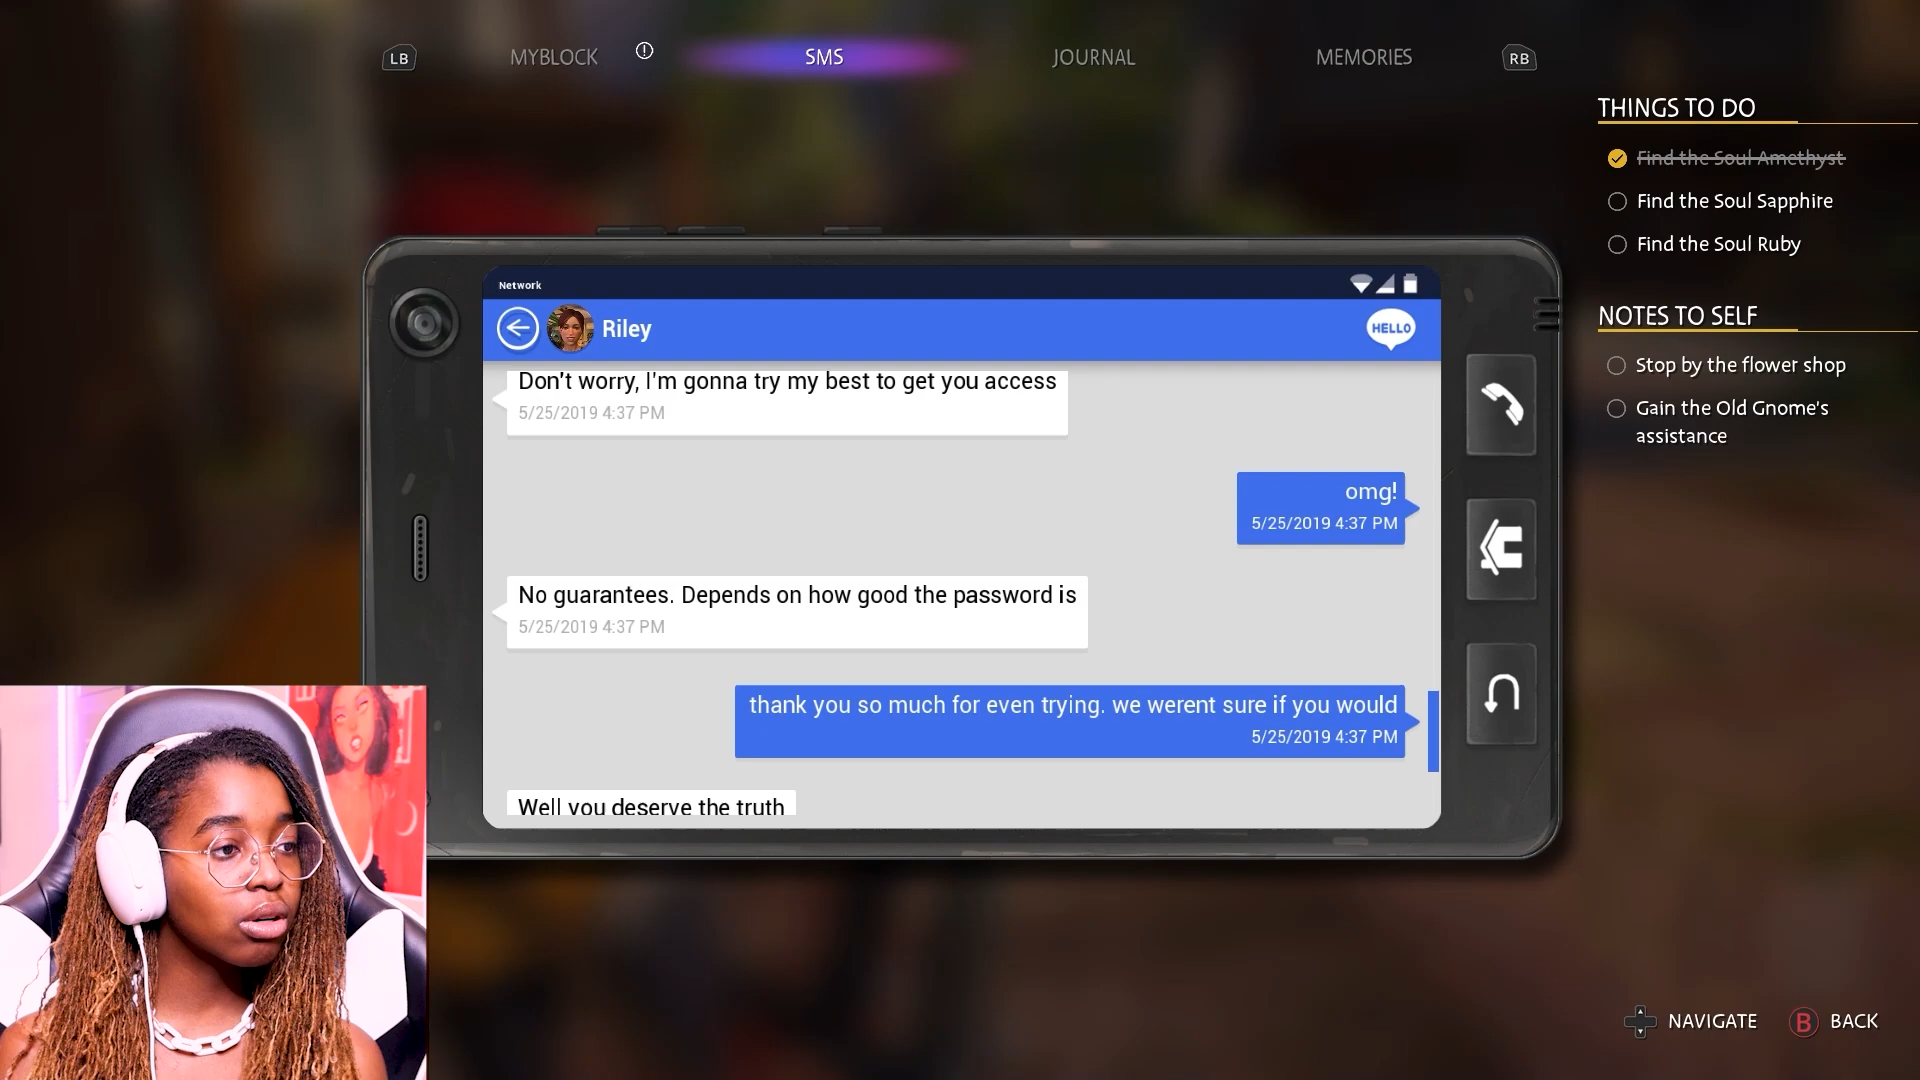 LB
MYBLOCK
SMS
JOURNAL
MEMORIES
RB
THINGS TO DO
Find the Soul Amethyst
Find the Soul Sapphire
Find the Soul Ruby
NOTES TO SELF
Stop by the flower shop
Gain the Old Gnome's
assistance
Network
Riley
HELLO
Don't worry, I'm gonna try my best to get you access
5/25/2019 4:37 PM
omg!
5/25/2019 4:37 PM
No guarantees. Depends on how good the password is
5/25/2019 4:37 PM
thank you so much for even trying. we werent sure if you would
5/25/2019 4:37 PM
Well you deserve the truth
NAVIGATE
B BACK